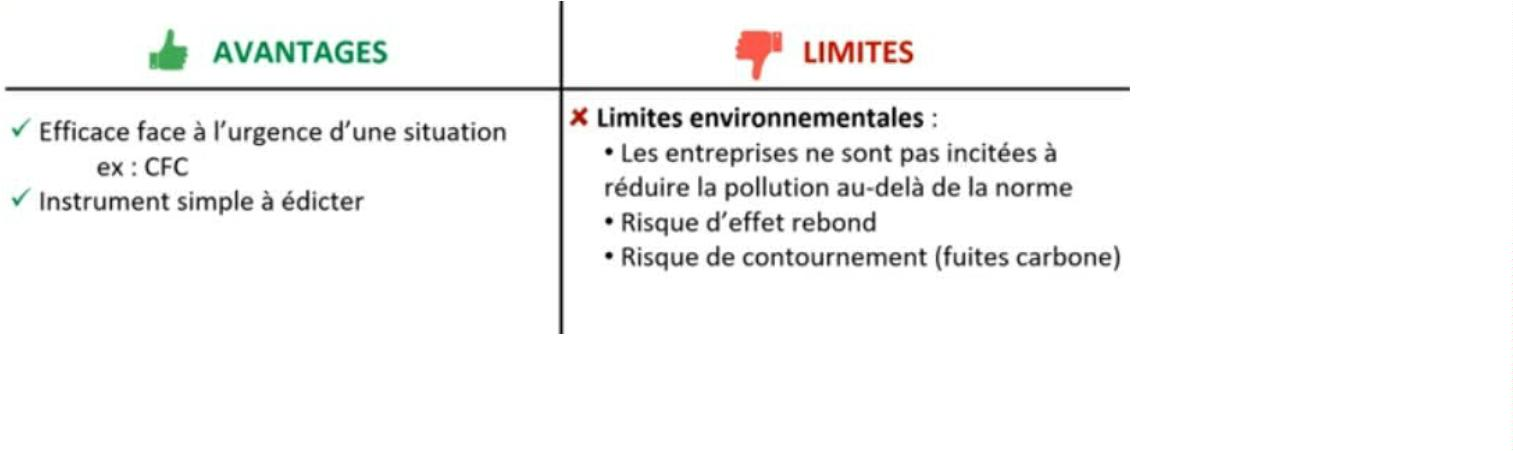 AVANTAGES
✓ Efficace face à l'urgence d'une situation
ex : CFC
✓ Instrument simple à édicter
LIMITES
✘ Limites environnementales :
• Les entreprises ne sont pas incitées à
réduire la pollution au-delà de la norme
• Risque d'effet rebond
• Risque de contournement (fuites carbone)